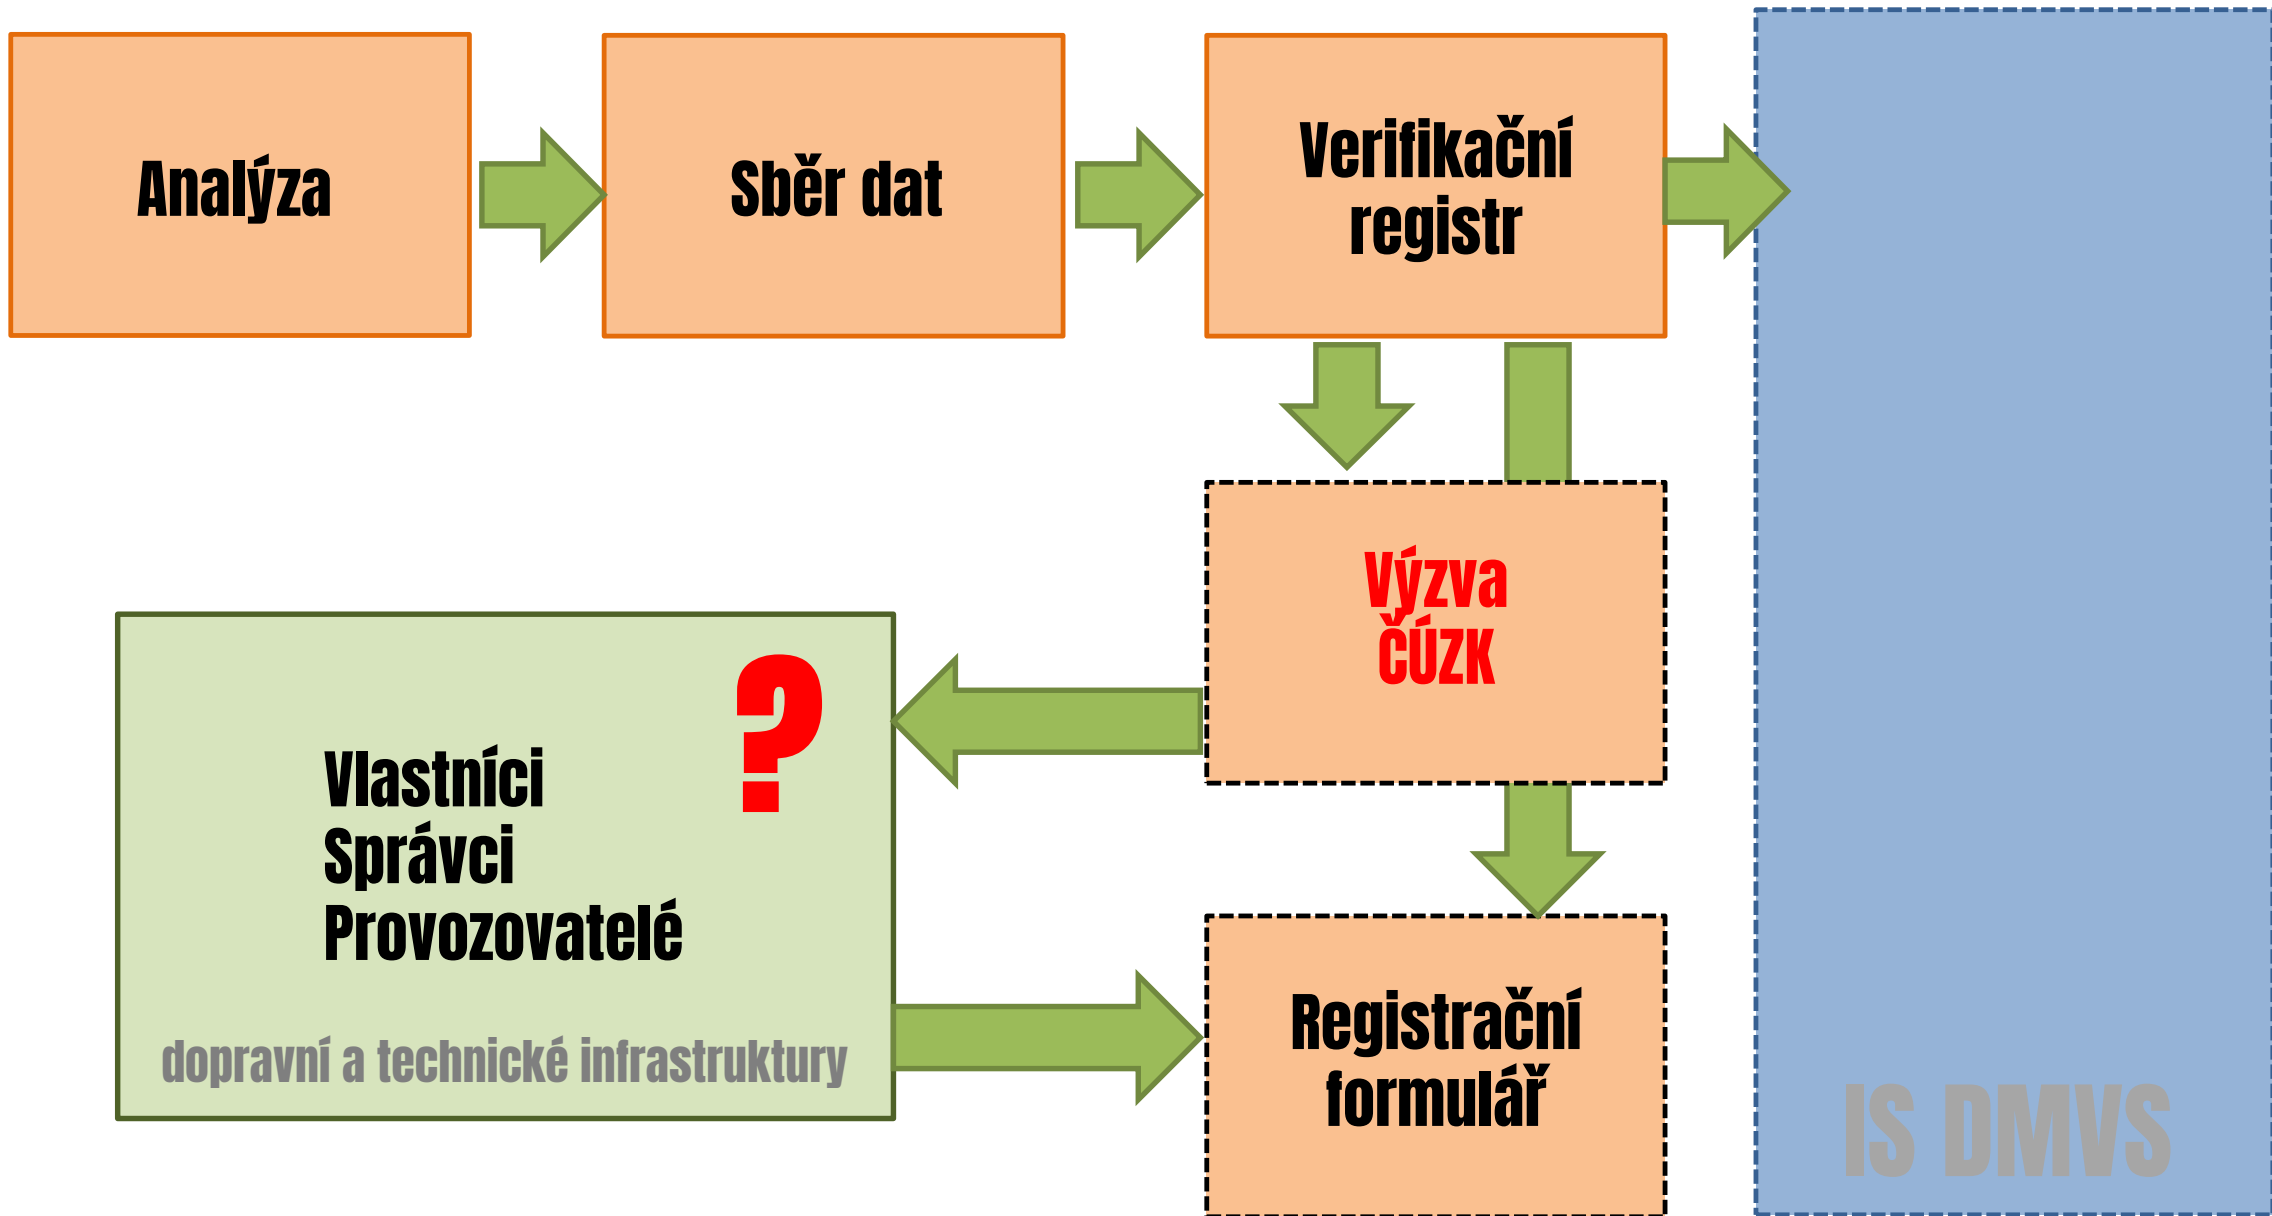 Analýza
Sběr dat
Verifikační
registr
Výzva
ČÚZK
?
Vlastníci
Správci
Provozovatelé
dopravní a technické infrastruktury
Registrační
formulář
IS DMVS